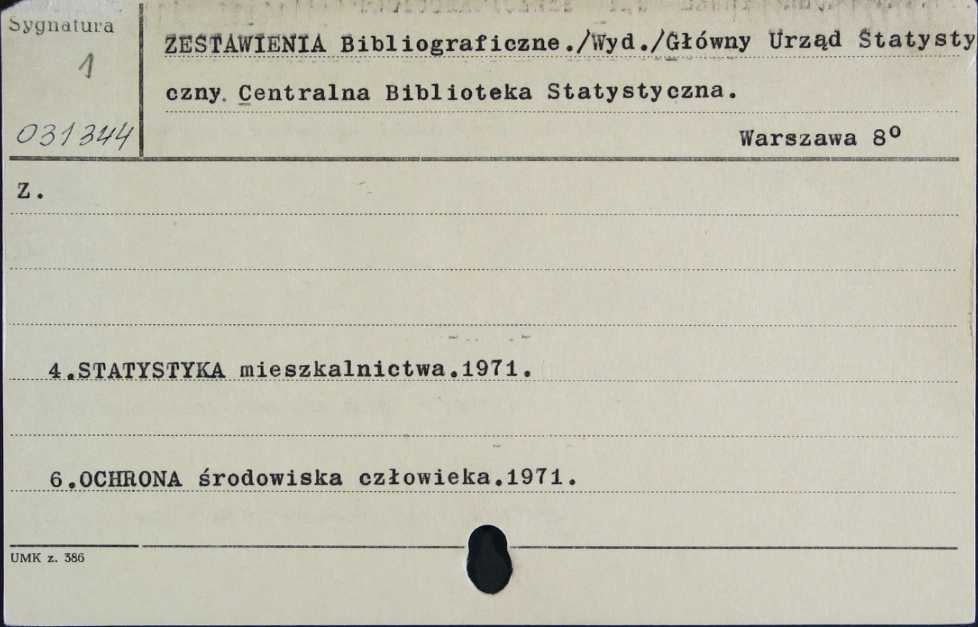 Sygnatura
1
031344
ZESTAWIENIA Bibliograficzne./Wyd./Główny Urząd Statysty
czny. Centralna Biblioteka Statystyczna.
Warszawa 8º
Z.
4.STATYSTYKA mieszkalnictwa.1971.
6.OCHRONA środowiska człowieka.1971.
UMK z. 386